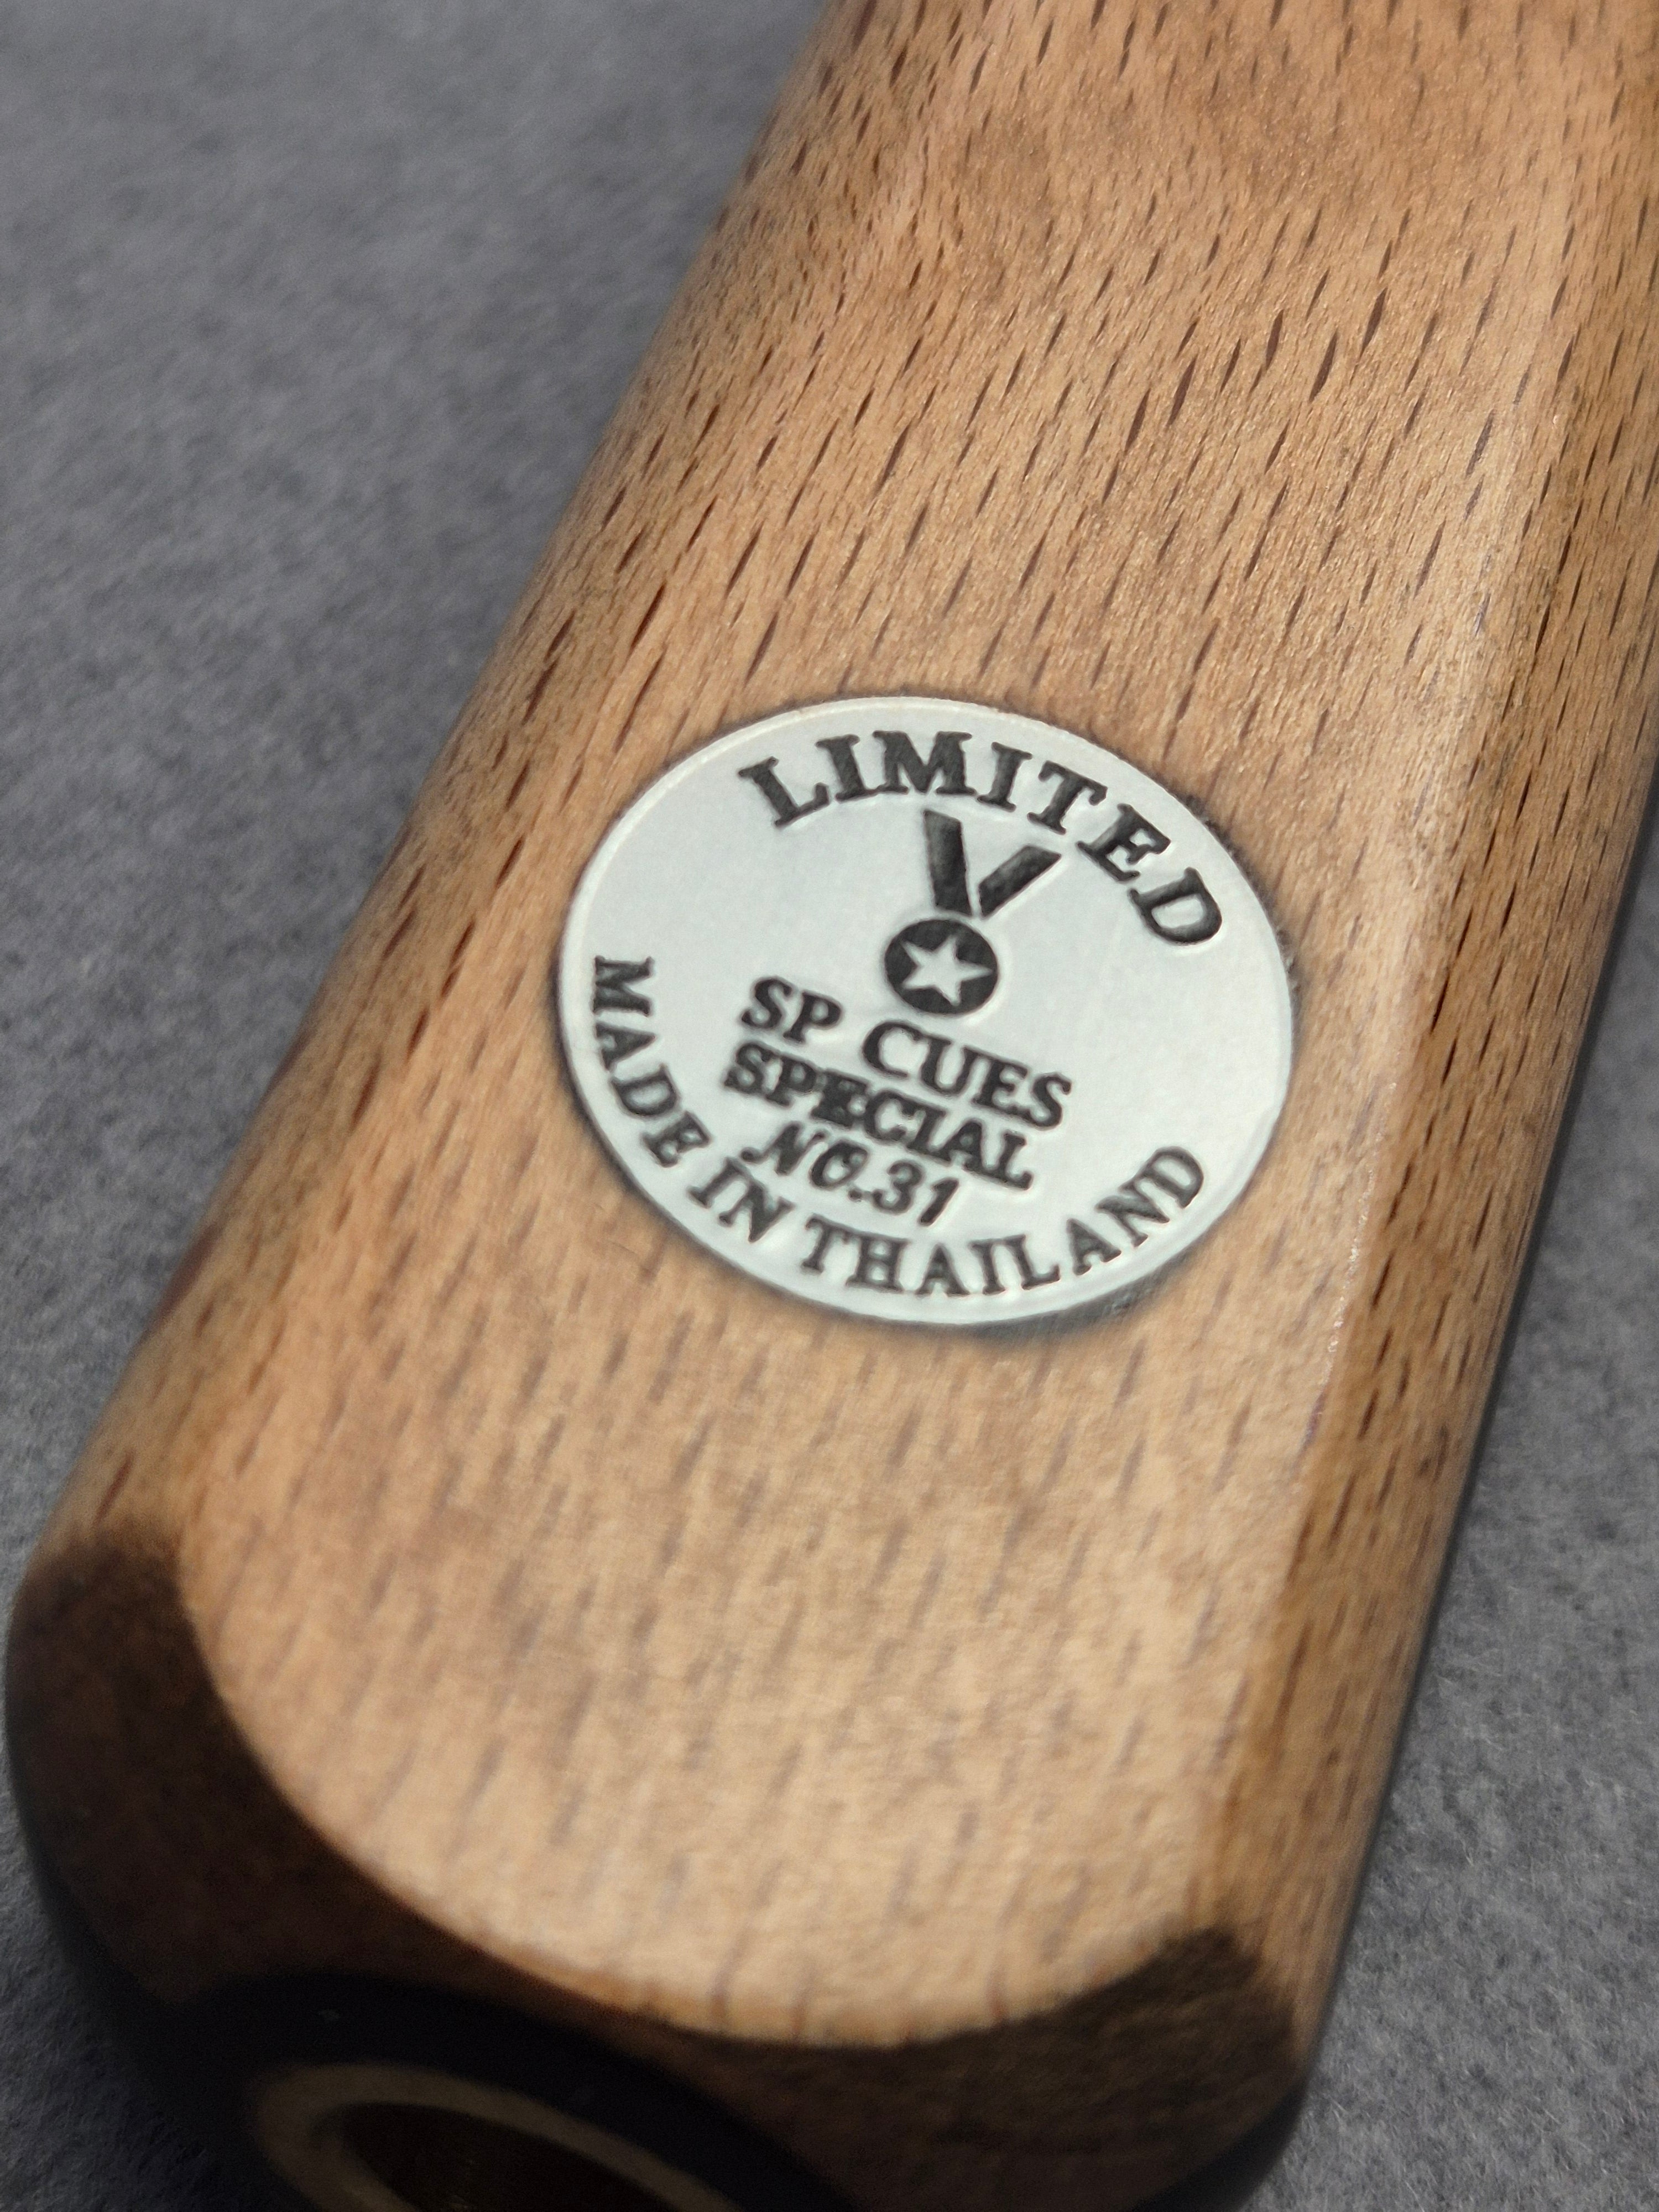 LIMITED
SP CUES
SPECIAL
NO.31
MADE IN THAILAND